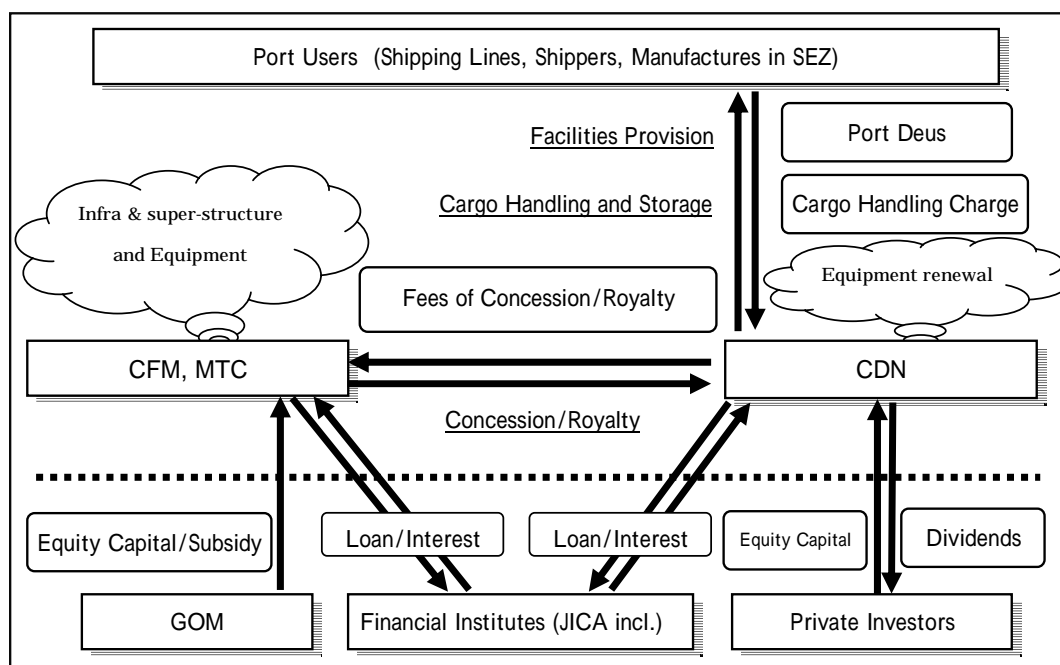 Port Users (Shipping Lines, Shippers, Manufactures in SEZ)
Facilities Provision
Port Deus
Infra & super-structure
and Equipment
Cargo Handling and Storage
Cargo Handling Charge
Equipment renewal
Fees of Concession/Royalty
CFM, MTC
CDN
Concession/Royalty
Equity Capital/Subsidy
Loan/Interest
Loan/Interest
Equity Capital
Dividends
GOM
Financial Institutes (JICA incl.)
Private Investors